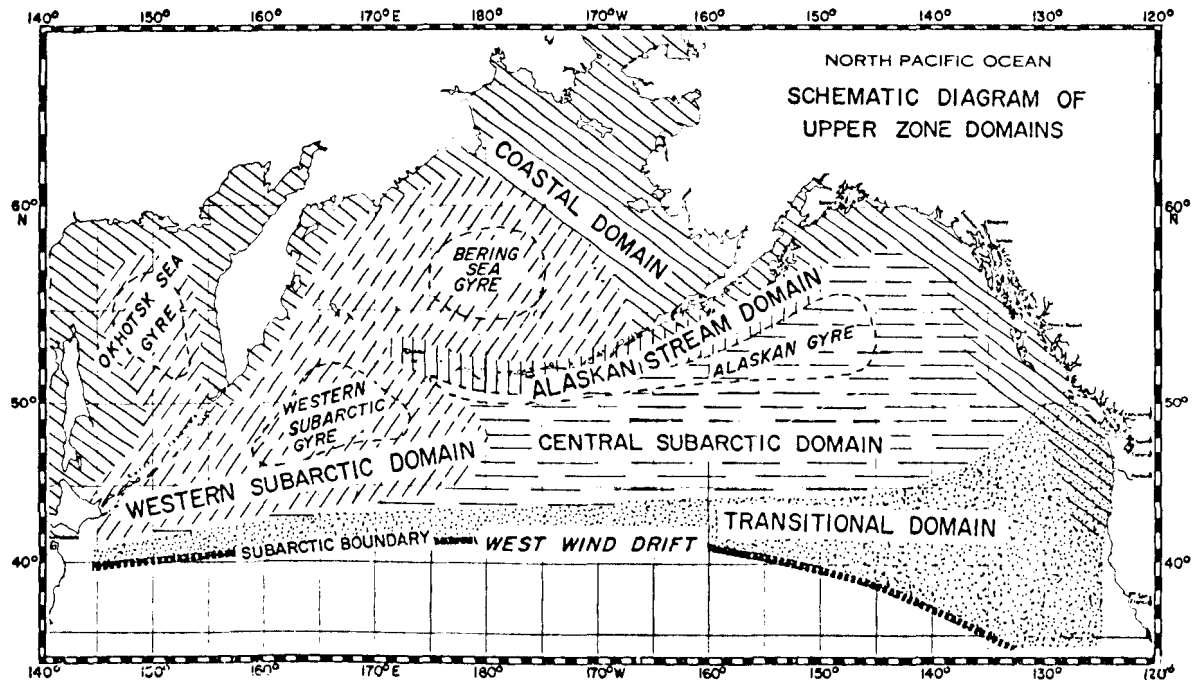 140° 150° 160° 170°E 180° 170°W 160° 150° 140° 130° 120°
NORTH PACIFIC OCEAN
SCHEMATIC DIAGRAM OF
UPPER ZONE DOMAINS
COASTAL DOMAIN
60°
N
60°
N
BERING
SEA
GYRE
OKHOTSK SEA
GYRE
ALASKAN STREAM DOMAIN
ALASKAN GYRE
50°
50°
WESTERN
SUBARCTIC
GYRE
CENTRAL SUBARCTIC DOMAIN
WESTERN SUBARCTIC DOMAIN
TRANSITIONAL DOMAIN
SUBARCTIC BOUNDARY
WEST WIND DRIFT
40°
40°
140° 150° 160° 170°E 180° 170°W 160° 150° 140° 130° 120°